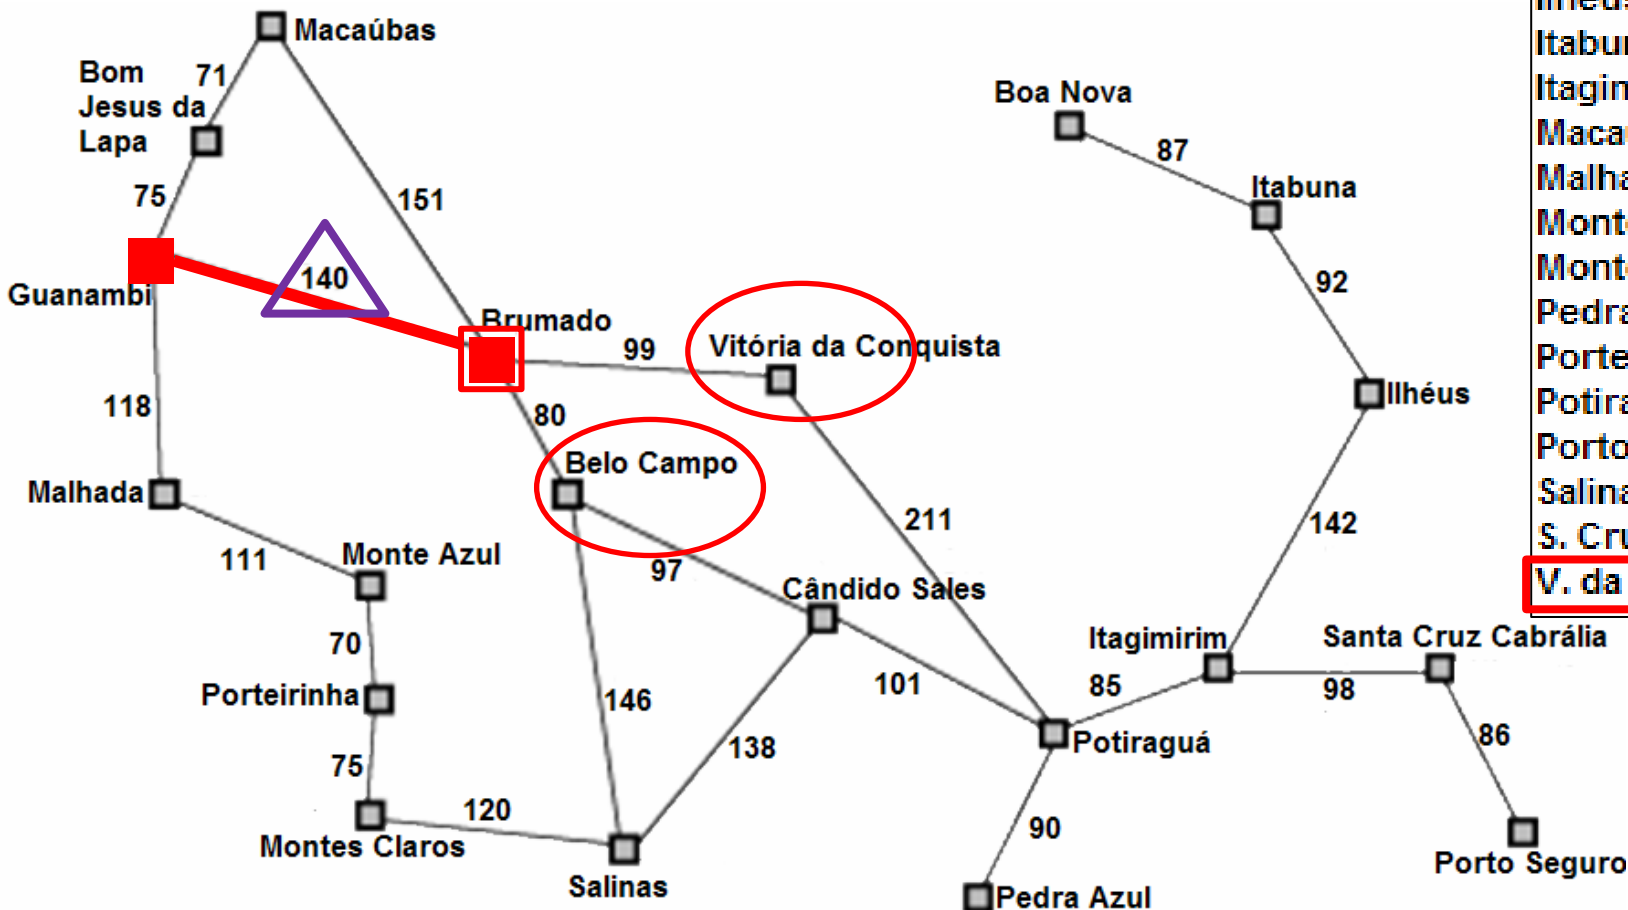 Macaúbas
Bom
Jesus da
Lapa
71
75
151
Guanambi
140
Brumado
99
Vitória da Conquista
118
80
Belo Campo
Malhada
111
Monte Azul
97
Cândido Sales
211
70
Porteirinha
146
138
101
75
120
Montes Claros
Salinas
Boa Nova
87
Itabuna
92
Ilhéus
142
Itagimirim
Santa Cruz Cabrália
85
98
Potiraguá
86
90
Porto Seguro
Pedra Azul
Itabu
Itagin
Maca
Malha
Mont
Mont
Pedra
Porte
Potira
Porto
Salina
S. Cru
V. da